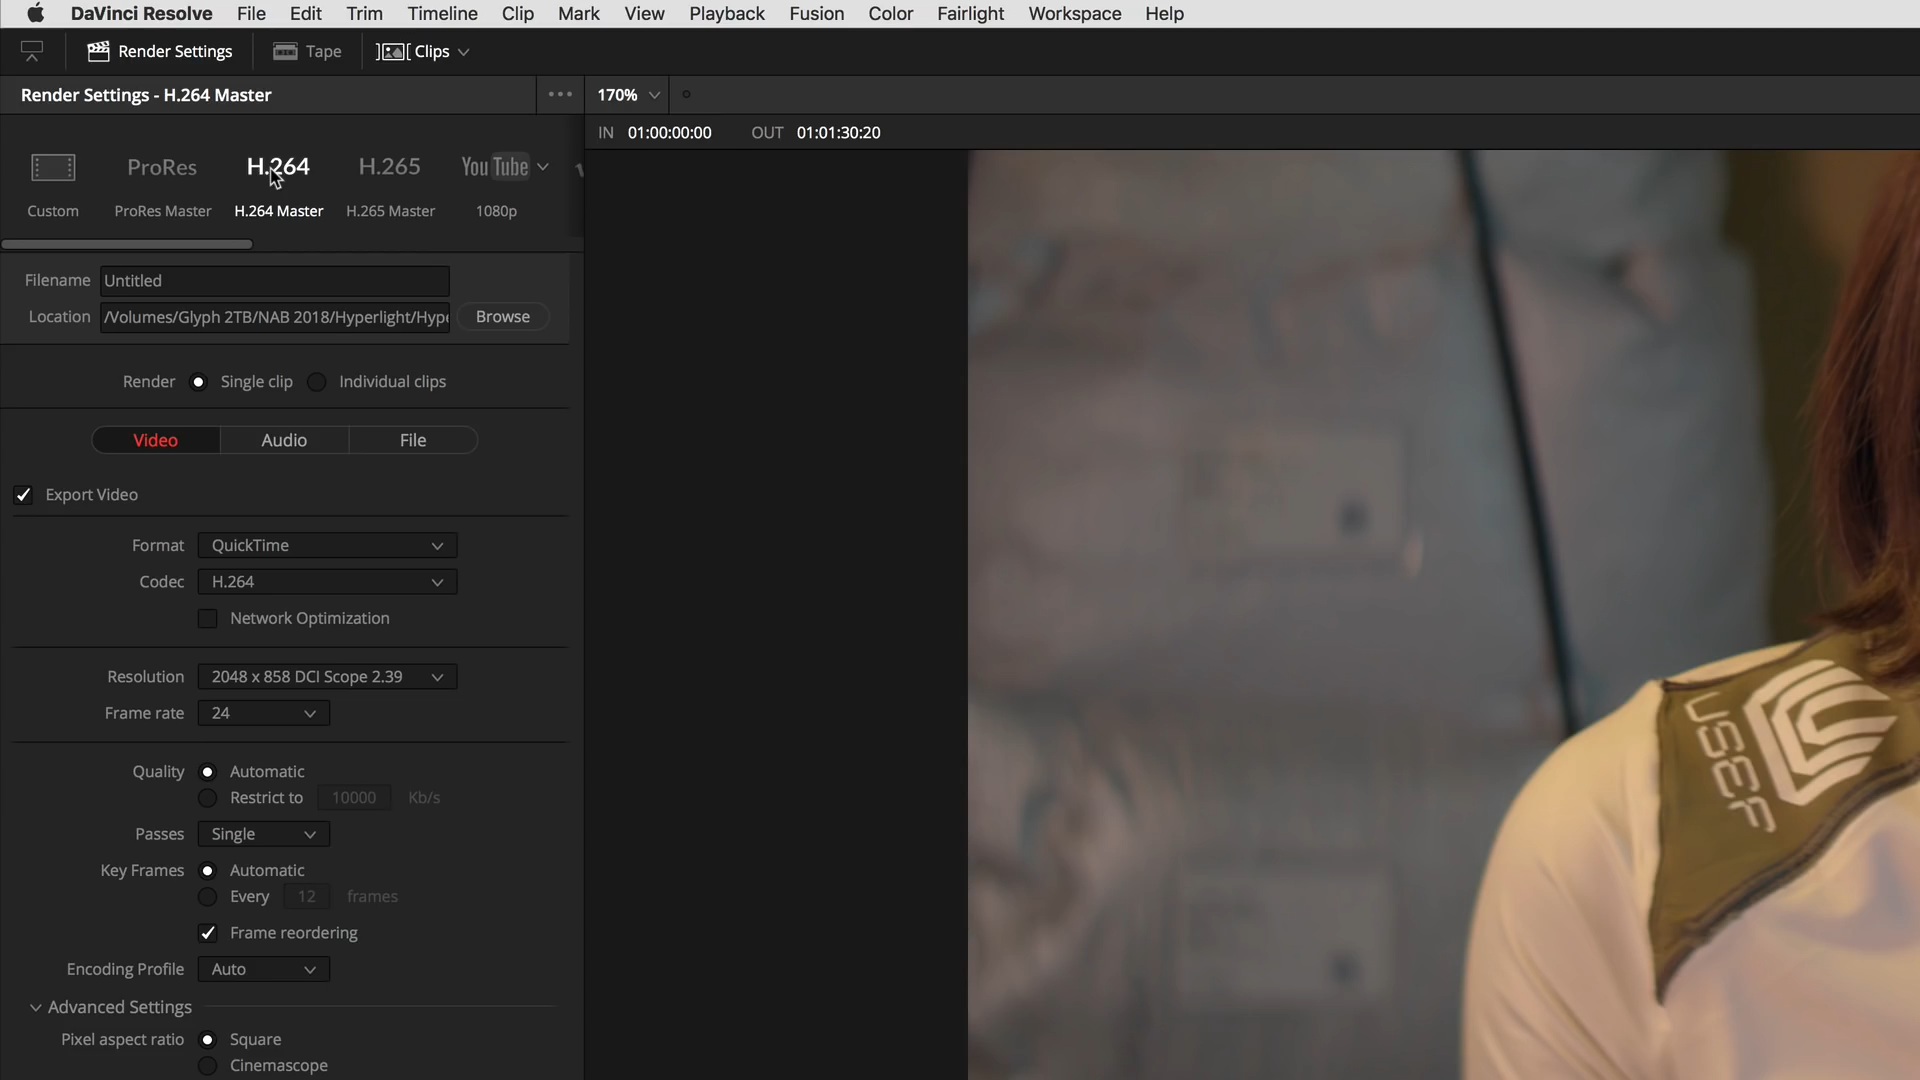 DaVinci Resolve File Edit Trim Timeline Clip Mark View Playback Fusion Color Fairlight Workspace Help
Render Settings Tape Clips
Render Settings - H.264 Master ••• 170%
IN 01:00:00:00 OUT 01:01:30:20
ProRes H.264 H.265 YouTube
Custom ProRes Master H.264 Master H.265 Master 1080p
Filename Untitled
Location /Volumes/Glyph 2TB/NAB 2018/Hyperlight/Hype Browse
Render Single clip Individual clips
Video Audio File
Export Video
Format QuickTime
Codec H.264
Network Optimization
Resolution 2048 x 858 DCI Scope 2.39
Frame rate 24
Quality Automatic
Restrict to 10000 Kb/s
Passes Single
Key Frames Automatic
Every 12 frames
Frame reordering
Encoding Profile Auto
Advanced Settings
Pixel aspect ratio Square
Cinemascope
USEF